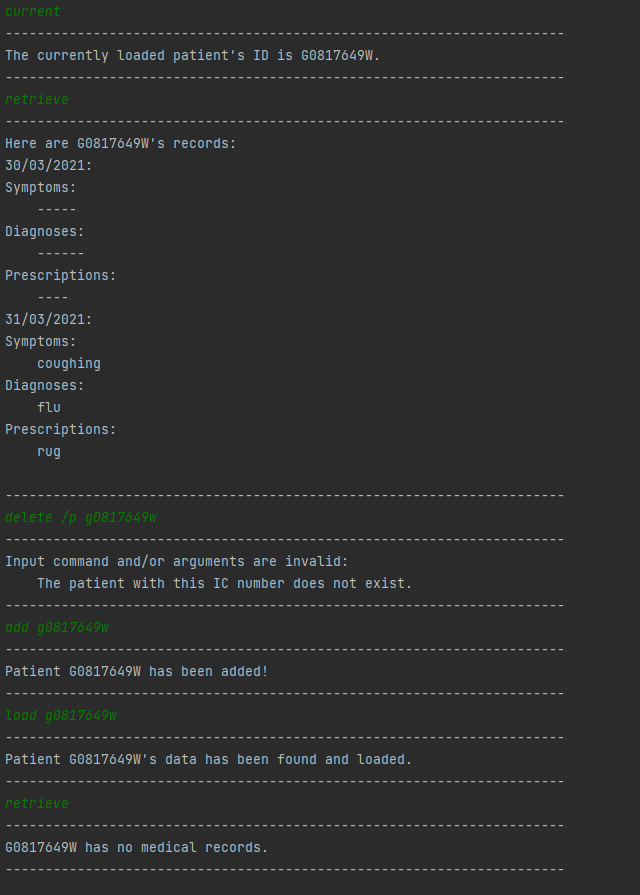 current
----------------------------------------------------------------------
The currently loaded patient's ID is G0817649W.
----------------------------------------------------------------------
retrieve
----------------------------------------------------------------------
Here are G0817649W's records:
30/03/2021:
Symptoms:
    -----
Diagnoses:
    ------
Prescriptions:
    ----
31/03/2021:
Symptoms:
    coughing
Diagnoses:
    flu
Prescriptions:
    rug

----------------------------------------------------------------------
delete /p g0817649w
----------------------------------------------------------------------
Input command and/or arguments are invalid:
    The patient with this IC number does not exist.
----------------------------------------------------------------------
add g0817649w
----------------------------------------------------------------------
Patient G0817649W has been added!
----------------------------------------------------------------------
load g0817649w
----------------------------------------------------------------------
Patient G0817649W's data has been found and loaded.
----------------------------------------------------------------------
retrieve
----------------------------------------------------------------------
G0817649W has no medical records.
----------------------------------------------------------------------